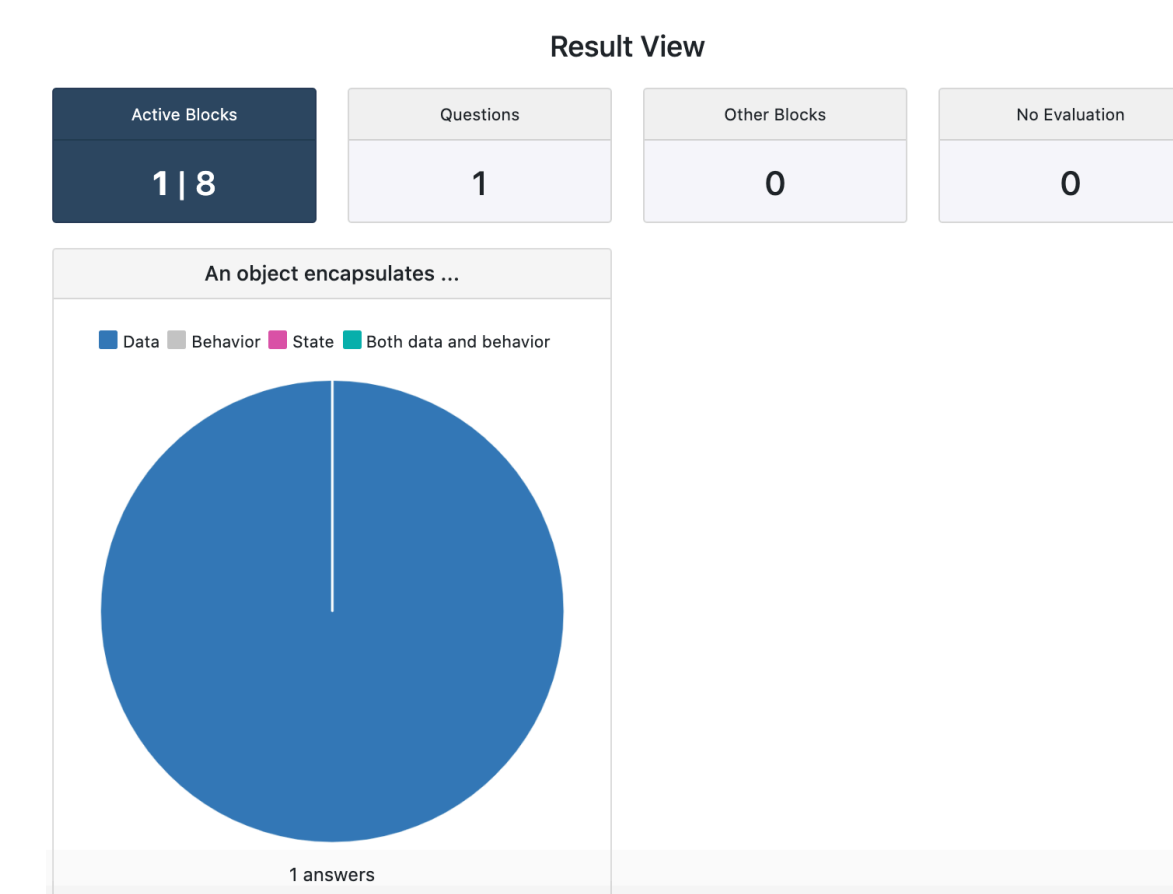 Result View
Active Blocks
1 | 8
Questions
1
Other Blocks
0
No Evaluation
0
An object encapsulates ...
Data Behavior State Both data and behavior
1 answers